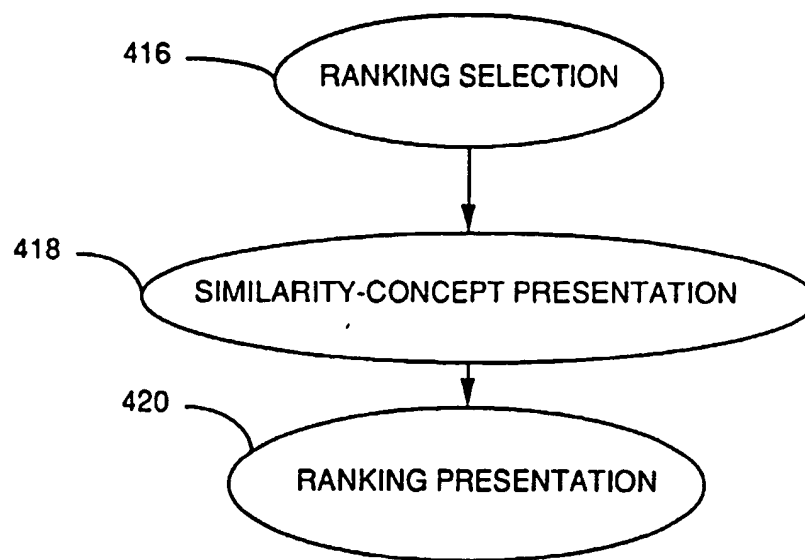 416
RANKING SELECTION
418
SIMILARITY-CONCEPT PRESENTATION
420
RANKING PRESENTATION